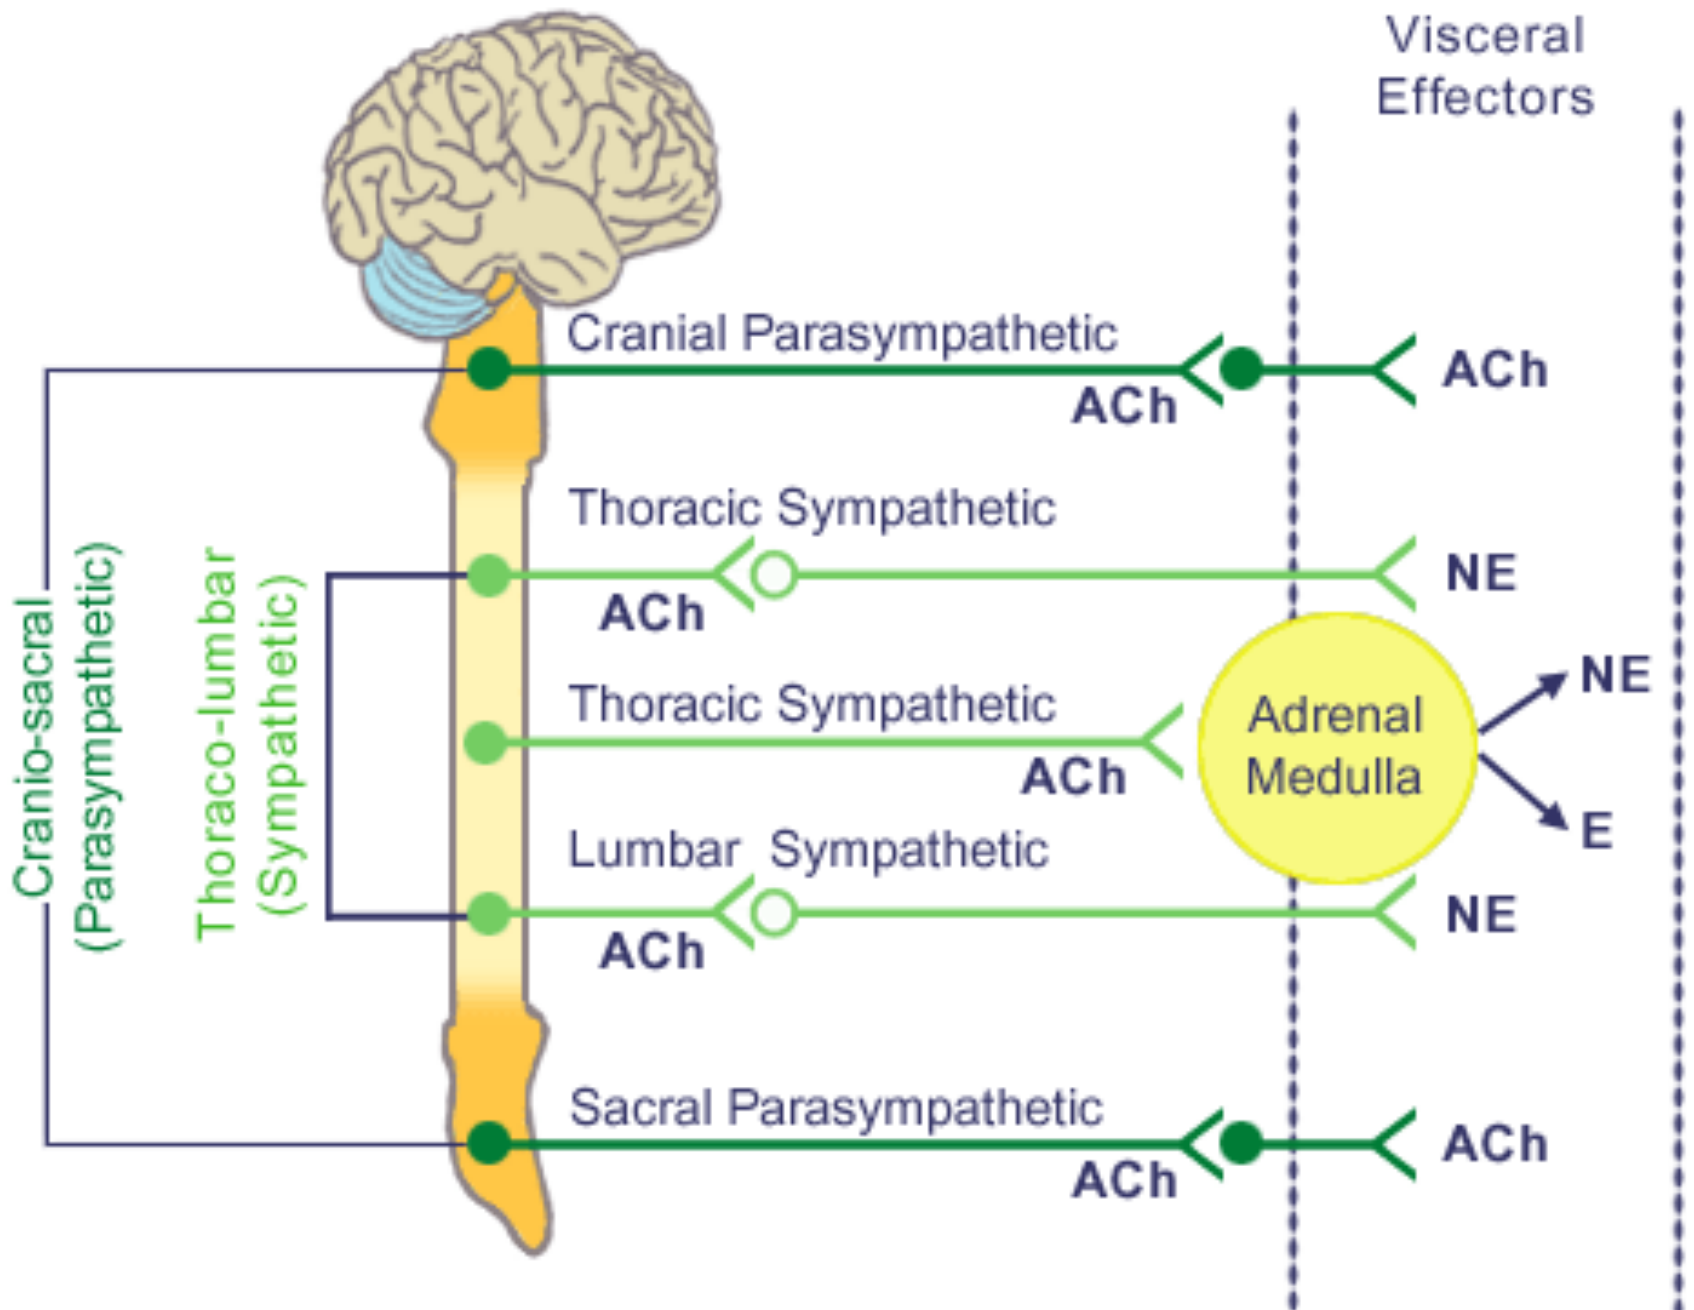 Visceral
Effectors
Cranial Parasympathetic
ACh
ACh
Thoracic Sympathetic
ACh
NE
Thoracic Sympathetic
ACh
Adrenal
Medulla
NE
E
Lumbar Sympathetic
ACh
NE
Sacral Parasympathetic
ACh
ACh
Cranio-sacral
(Parasympathetic)
Thoraco-lumbar
(Sympathetic)